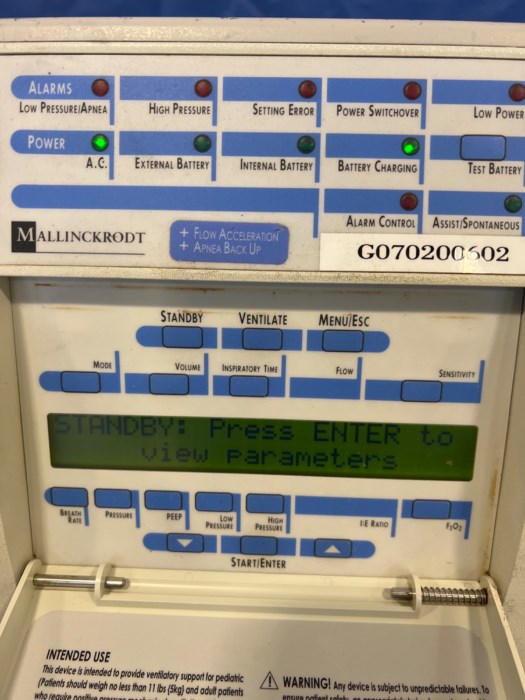 ALARMS
LOW PRESSURE/APNEA HIGH PRESSURE SETTING ERROR POWER SWITCHOVER LOW POWER
POWER
A.C. EXTERNAL BATTERY INTERNAL BATTERY BATTERY CHARGING TEST BATTERY
ALARM CONTROL ASSIST/SPONTANEOUS
MALLINCKRODT
+ FLOW ACCELERATION
+ APNEA BACK UP
G070200602
STANDBY VENTILATE MENU/ESC
MODE VOLUME INSPIRATORY TIME FLOW SENSITIVITY
STANDBY: Press ENTER to
view parameters
BREATH RATE PRESSURE PEEP LOW PRESSURE HIGH PRESSURE I:E RATIO FIO2
START/ENTER
INTENDED USE
This device is intended to provide ventilatory support for pediatric
(Patients should weigh no less than 11 lbs (5kg) and adult patients
who require positive pressure
WARNING! Any device is subject to unpredictable failures. To